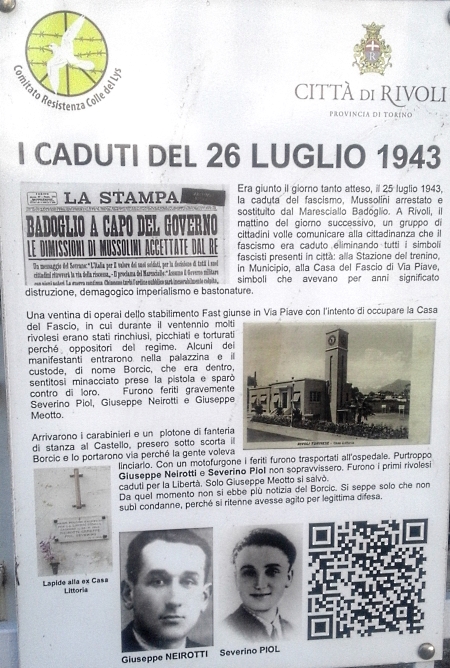 Comitato Resistenza Colle del Lys
CITTÀ DI RIVOLI
PROVINCIA DI TORINO
I CADUTI DEL 26 LUGLIO 1943
LA STAMPA
BADOGLIO A CAPO DEL GOVERNO
LE DIMISSIONI DI MUSSOLINI ACCETTATE DAL RE
Era giunto il giorno tanto atteso, il 25 luglio 1943,
la caduta del fascismo, Mussolini arrestato e
sostituito dal Maresciallo Badoglio. A Rivoli, il
mattino del giorno successivo, un gruppo di
cittadini volle comunicare alla cittadinanza che il
fascismo era caduto eliminando tutti i simboli
fascisti presenti in città: alla Stazione del trenino,
in Municipio, alla Casa del Fascio di Via Piave,
simboli che avevano per anni significato
distruzione, demagogico imperialismo e bastonature.
Una ventina di operai dello stabilimento Fast giunse in Via Piave con l'intento di occupare la Casa
del Fascio, in cui durante il ventennio molti
rivolesi erano stati rinchiusi, picchiati e torturati
perché oppositori del regime. Alcuni dei
manifestanti entrarono nella palazzina e il
custode, di nome Borcic, che era dentro,
sentitosi minacciato prese la pistola e sparò
contro di loro. Furono feriti gravemente
Severino Piol, Giuseppe Neirotti e Giuseppe
Meotto.
Arrivarono i carabinieri e un plotone di fanteria
di stanza al Castello, presero sotto scorta il
Borcic e lo portarono via perché la gente voleva
linciarlo. Con un motofurgone i feriti furono trasportati all'ospedale. Purtroppo
Giuseppe Neirotti e Severino Piol non sopravvissero. Furono i primi rivolesi
caduti per la Libertà. Solo Giuseppe Meotto si salvò.
Da quel momento non si ebbe più notizia del Borcic. Si seppe solo che non
subì condanne, perché si ritenne avesse agito per legittima difesa.
Lapide alla ex Casa
Littoria
Giuseppe NEIROTTI
Severino PIOL